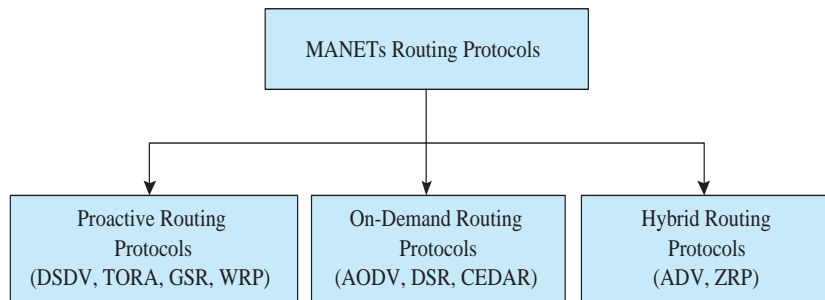 MANETs Routing Protocols
Proactive Routing
Protocols
(DSDV, TORA, GSR, WRP)
On-Demand Routing
Protocols
(AODV, DSR, CEDAR)
Hybrid Routing
Protocols
(ADV, ZRP)